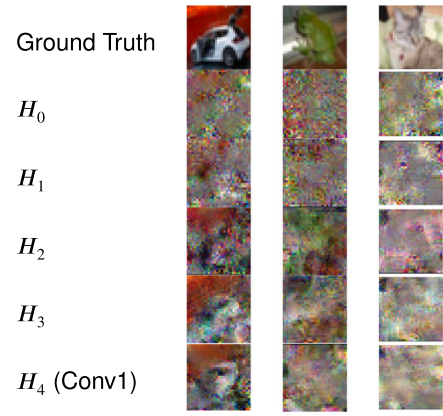 Ground Truth
H₀
H₁
H₂
H₃
H₄ (Conv1)